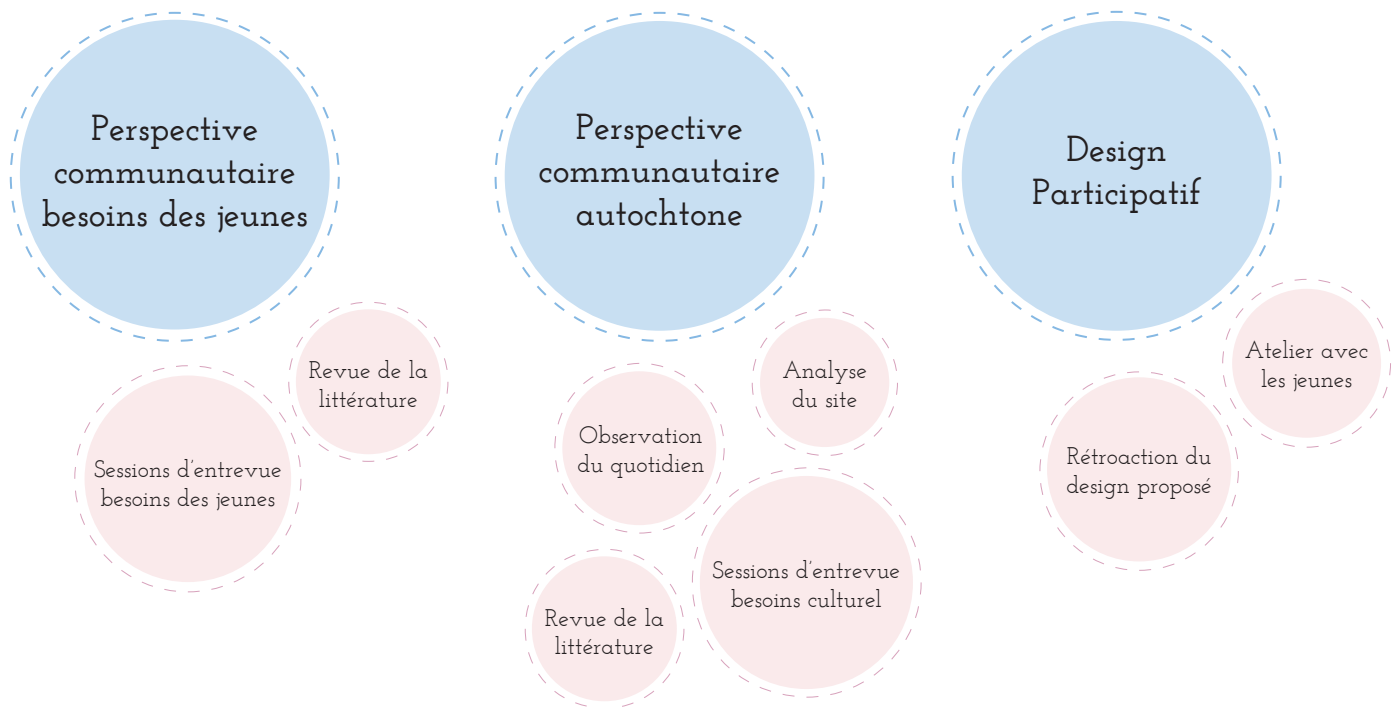 Perspective
communautaire
besoins des jeunes
Revue de la
littérature
Sessions d'entrevue
besoins des jeunes
Perspective
communautaire
autochtone
Analyse
du site
Observation
du quotidien
Sessions d'entrevue
besoins culturel
Revue de la
littérature
Design
Participatif
Atelier avec
les jeunes
Rétroaction du
design proposé